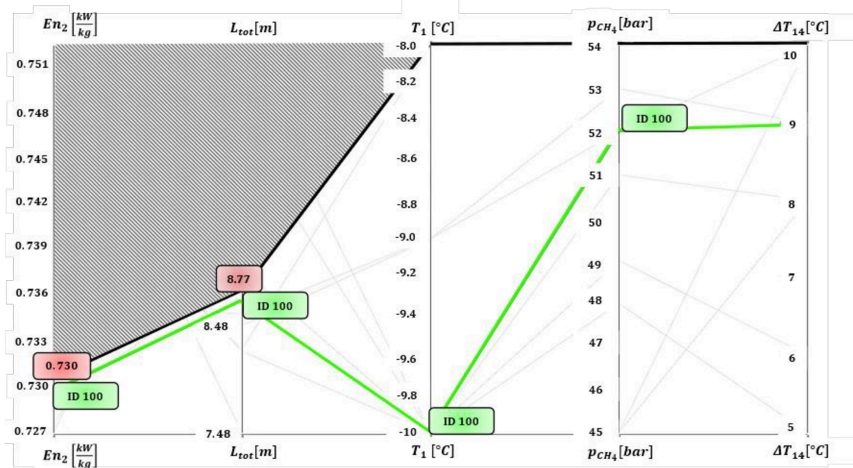 En₂ [kW/kg]
L_tot[m]
T₁ [°C]
p_CH₄ [bar]
ΔT₁₄[°C]
0.751
0.748
0.745
0.742
0.739
0.736
0.733
0.730
0.727
0.730
ID 100
8.77
ID 100
8.48
7.48
-8.0
-8.2
-8.4
-8.6
-8.8
-9.0
-9.2
-9.4
-9.6
-9.8
-10
ID 100
54
53
52
51
50
49
48
47
46
45
ID 100
10
9
8
7
6
5
En₂ [kW/kg]
L_tot[m]
T₁ [°C]
p_CH₄[bar]
ΔT₁₄[°C]